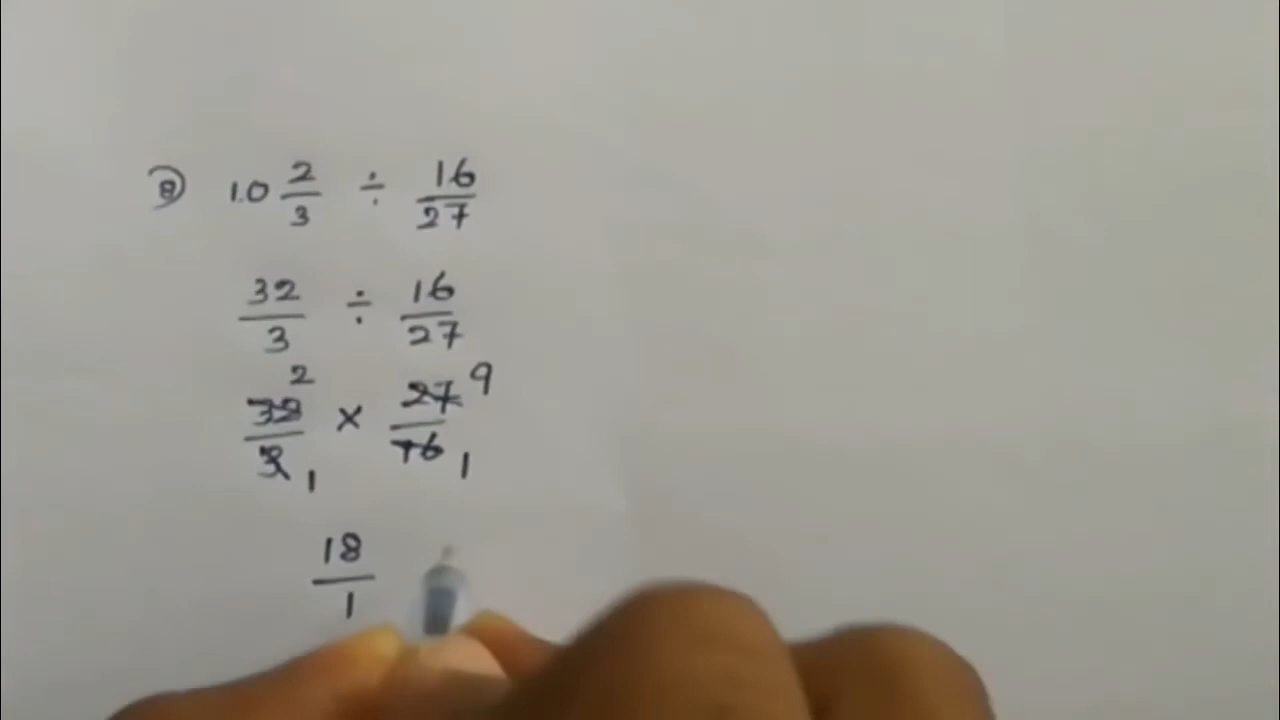 ⑧ 10 2/3 ÷ 16/27
32/3 ÷ 16/27
32/3 2 1 × 27/16 9 1
18/1